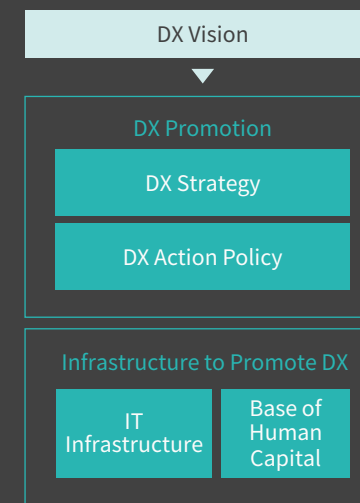 DX Vision
DX Promotion
DX Strategy
DX Action Policy
Infrastructure to Promote DX
IT
Infrastructure
Base of
Human
Capital